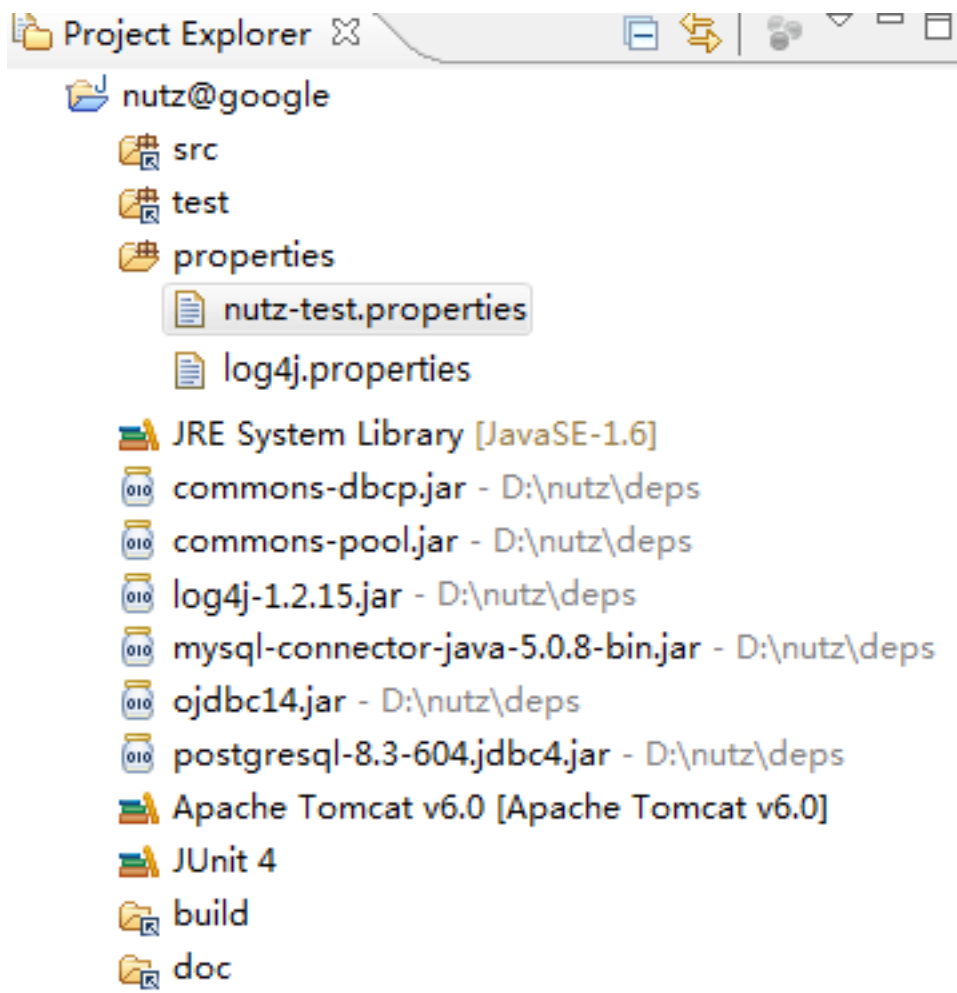 Project Explorer
nutz@google
src
test
properties
nutz-test.properties
log4j.properties
JRE System Library [JavaSE-1.6]
commons-dbcp.jar - D:\nutz\deps
commons-pool.jar - D:\nutz\deps
log4j-1.2.15.jar - D:\nutz\deps
mysql-connector-java-5.0.8-bin.jar - D:\nutz\deps
ojdbc14.jar - D:\nutz\deps
postgresql-8.3-604.jdbc4.jar - D:\nutz\deps
Apache Tomcat v6.0 [Apache Tomcat v6.0]
JUnit 4
build
doc